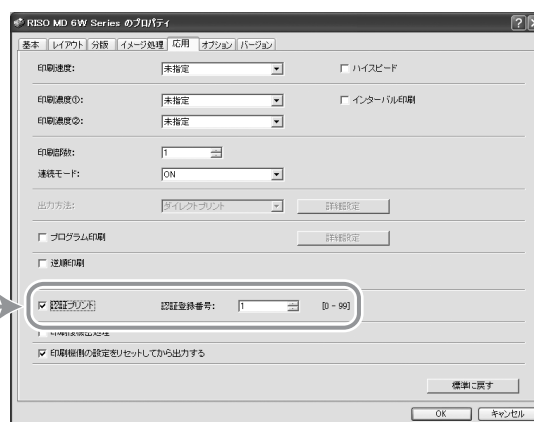 RISO MD 6W Series のプロパティ
基本 レイアウト 分版 イメージ処理 応用 オプション バージョン
印刷速度: 未指定 ハイスピード
印刷濃度①: 未指定 インターバル印刷
印刷濃度②: 未指定
印刷部数: 1
連続モード: ON
出力方法: ダイレクトプリント 詳細設定
プログラム印刷 詳細設定
逆順印刷
認証プリント 認証登録番号: 1 [0 - 99]
印刷機側の設定をリセットしてから出力する
標準に戻す
OK キャンセル